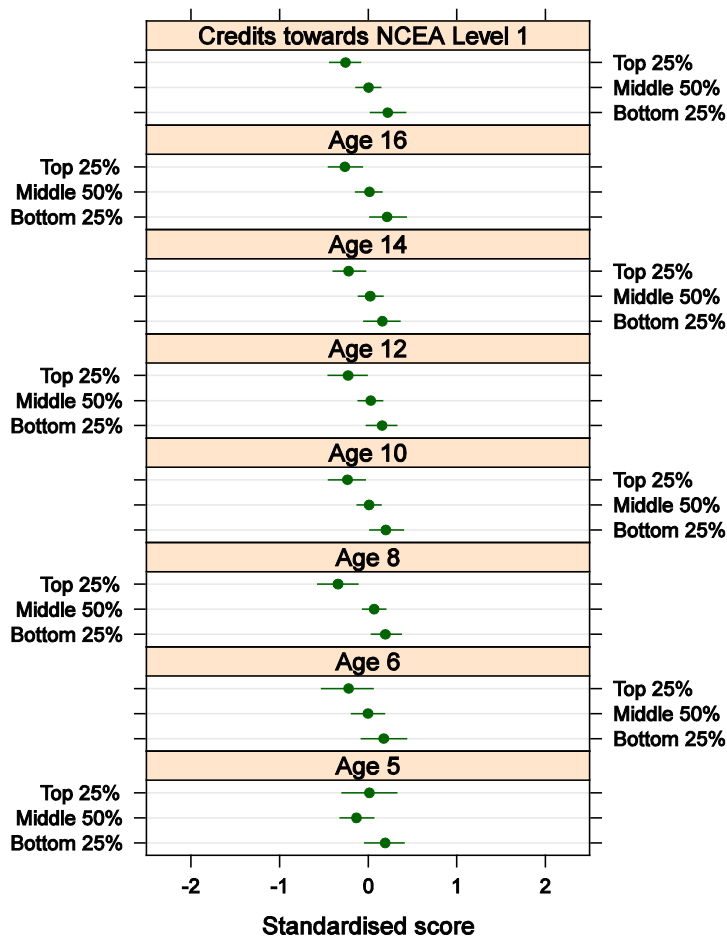 Credits towards NCEA Level 1
Top 25%
Middle 50%
Bottom 25%
Age 16
Top 25%
Middle 50%
Bottom 25%
Age 14
Top 25%
Middle 50%
Bottom 25%
Age 12
Top 25%
Middle 50%
Bottom 25%
Age 10
Top 25%
Middle 50%
Bottom 25%
Age 8
Top 25%
Middle 50%
Bottom 25%
Age 6
Top 25%
Middle 50%
Bottom 25%
Age 5
Top 25%
Middle 50%
Bottom 25%
-2 -1 0 1 2
Standardised score